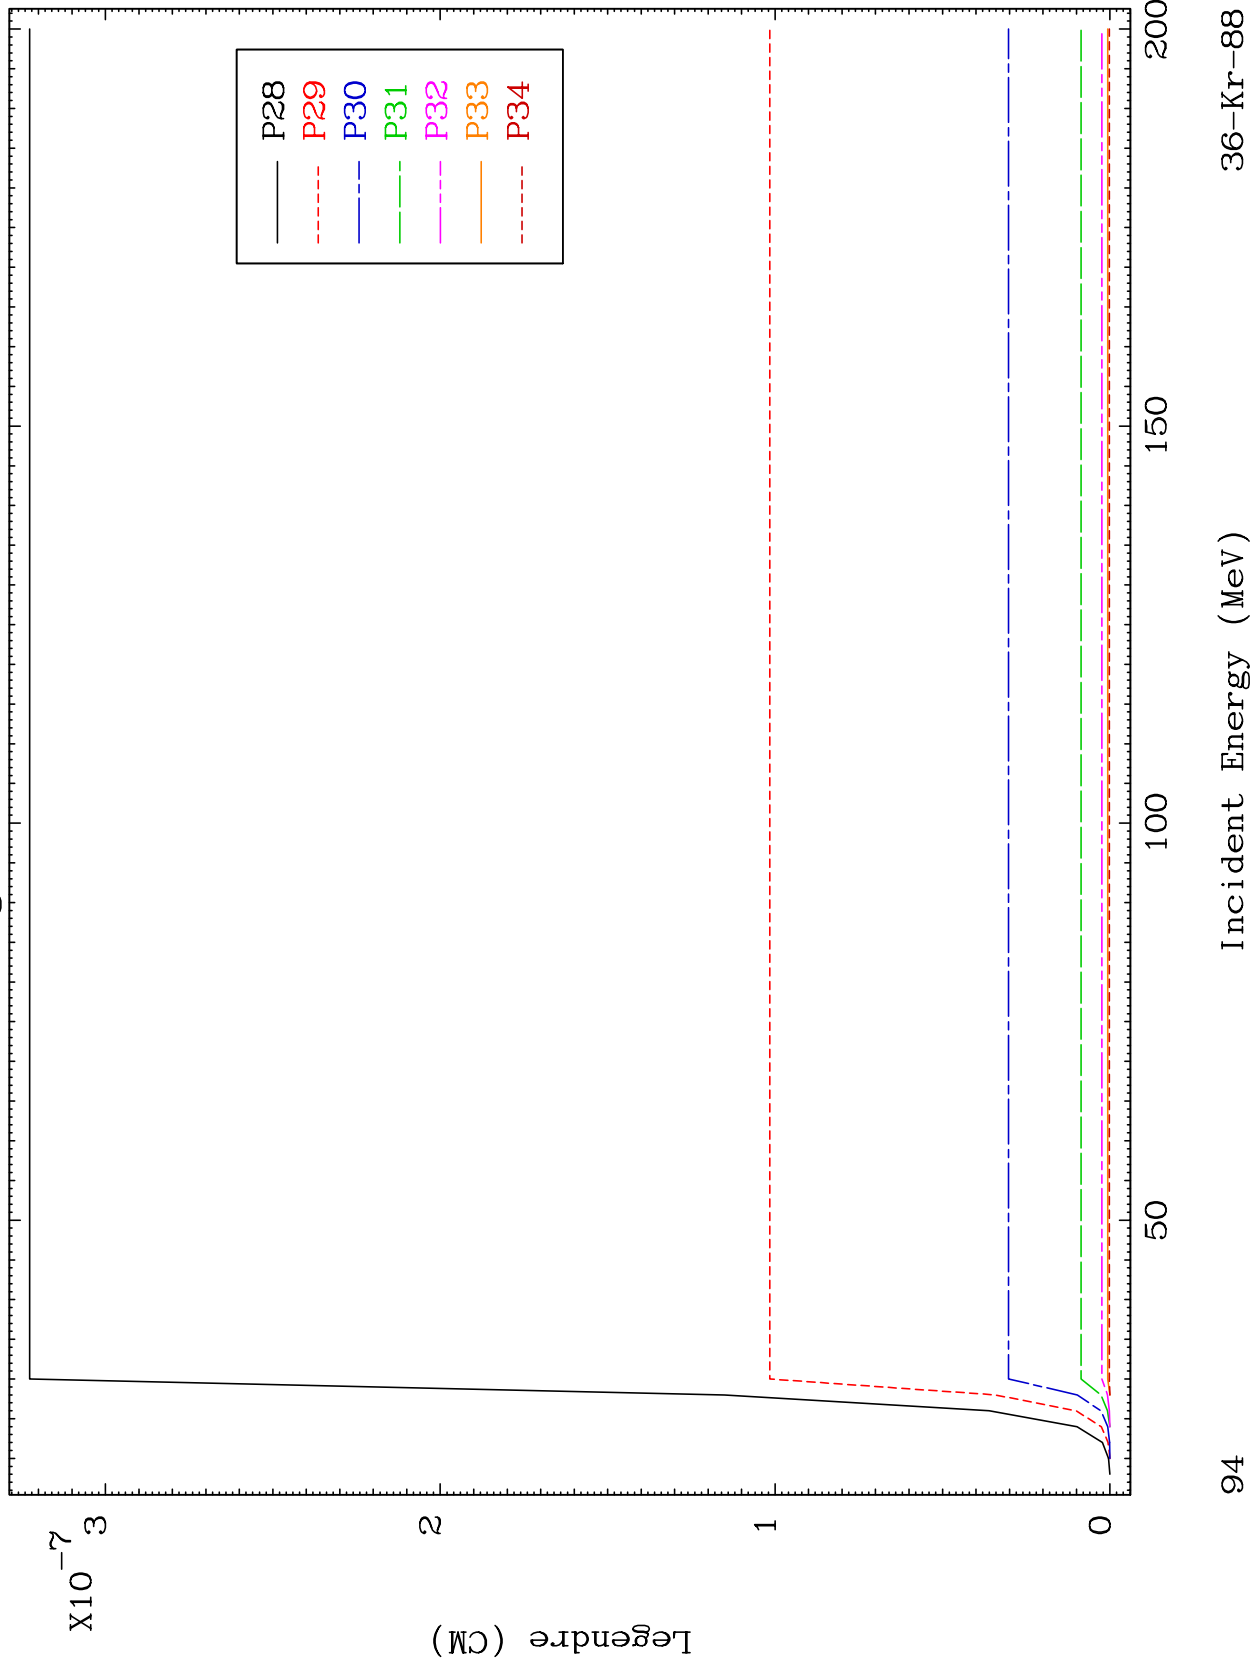 X10-7
3
2
1
0
Legendre (CM)
P28
P29
P30
P31
P32
P33
P34
50
100
150
200
Incident Energy (MeV)
94
36-Kr-88